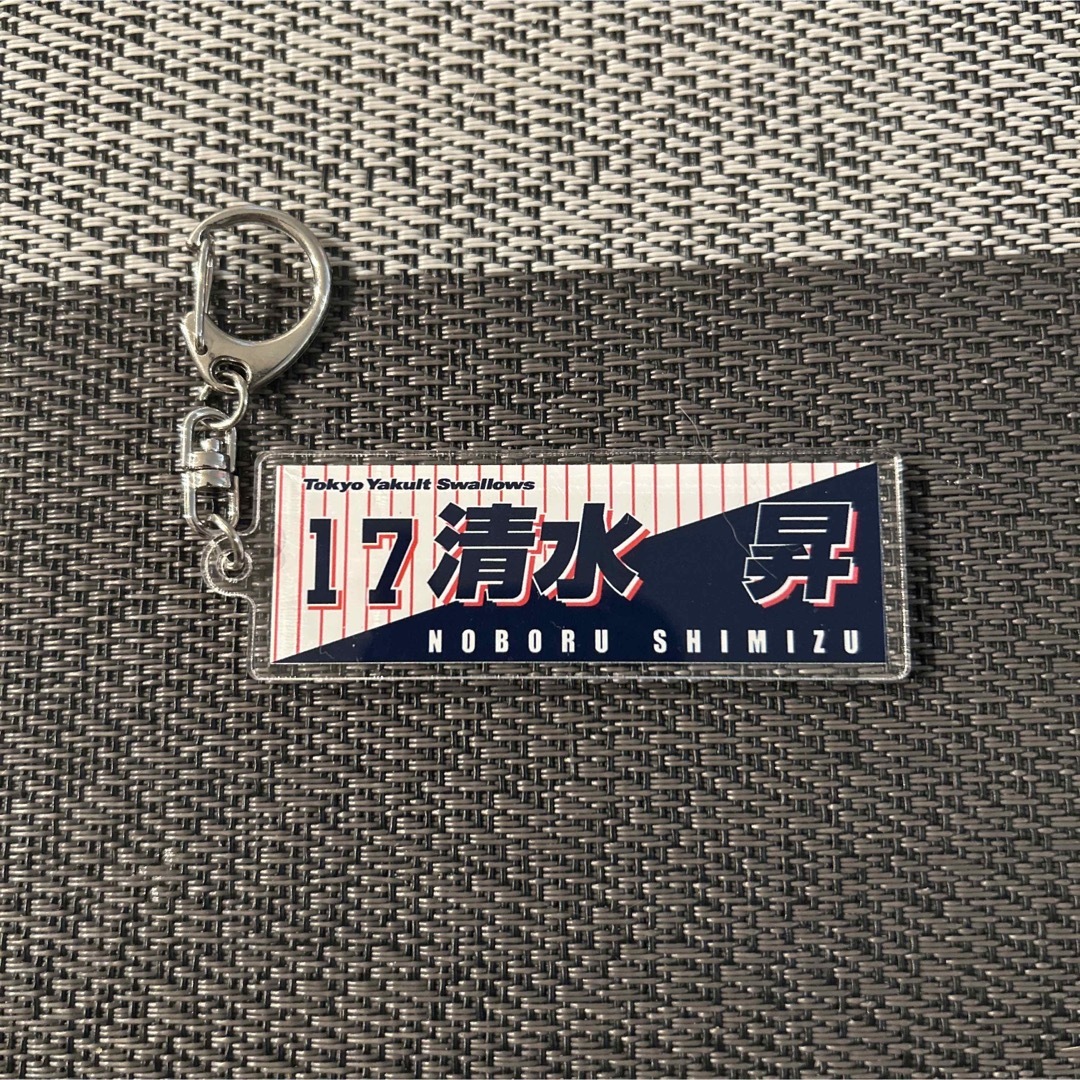 Tokyo Yakult Swallows
17 清水 昇
NOBORU SHIMIZU